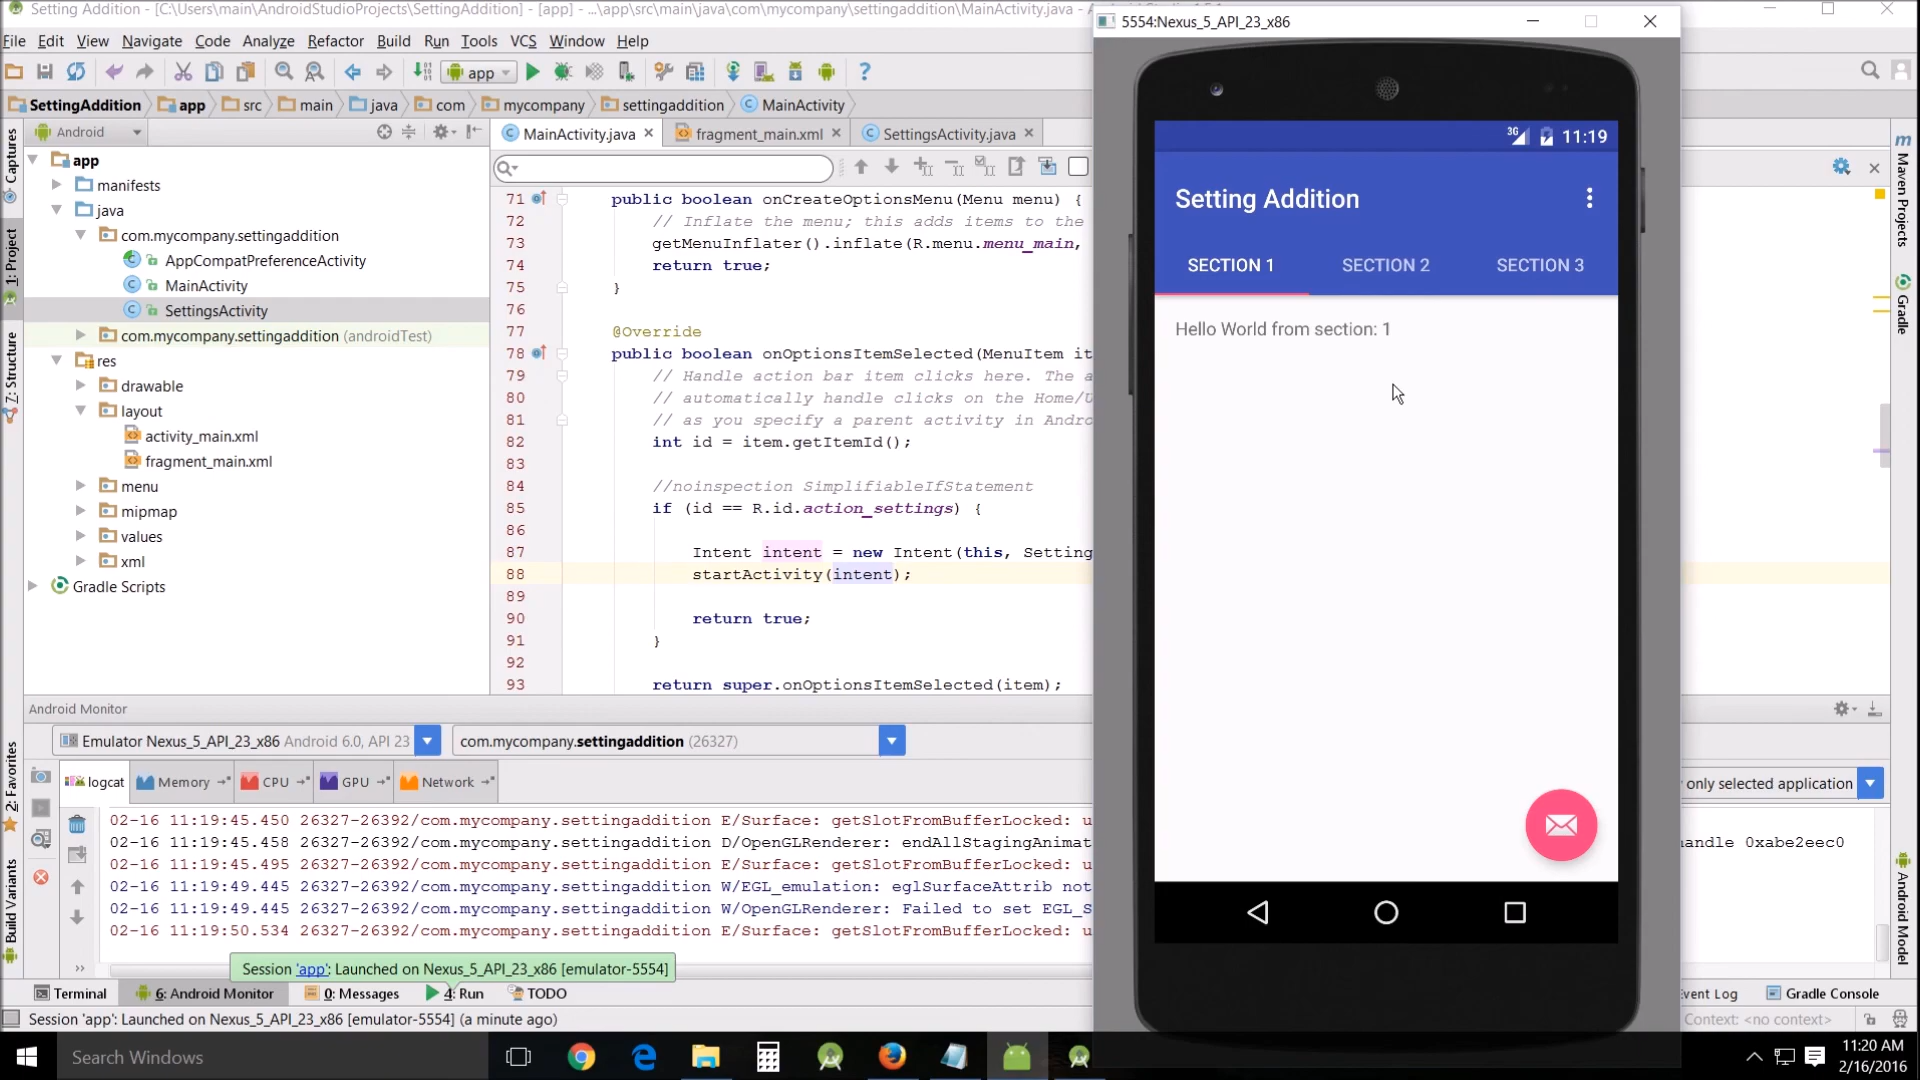 Setting Addition - [C:\Users\main\AndroidStudioProjects\SettingAddition] - [app] - ...\app\src\main\java\com\mycompany\settingaddition\MainActivity.java -
5554:Nexus_5_API_23_x86
File Edit View Navigate Code Analyze Refactor Build Run Tools VCS Window Help
app
SettingAddition app src main java com mycompany settingaddition MainActivity
Android
MainActivity.java fragment_main.xml SettingsActivity.java
app
manifests
java
com.mycompany.settingaddition
AppCompatPreferenceActivity
MainActivity
SettingsActivity
com.mycompany.settingaddition (androidTest)
res
drawable
layout
activity_main.xml
fragment_main.xml
menu
mipmap
values
xml
Gradle Scripts
Captures
1: Project
Z: Structure
2: Favorites
Build Variants
71 public boolean onCreateOptionsMenu(Menu menu) {
72 // Inflate the menu; this adds items to the
73 getMenuInflater().inflate(R.menu.menu_main,
74 return true;
75 }
76
77 @Override
78 public boolean onOptionsItemSelected(MenuItem it
79 // Handle action bar item clicks here. The a
80 // automatically handle clicks on the Home/U
81 // as you specify a parent activity in Andro
82 int id = item.getItemId();
83
84 //noinspection SimplifiableIfStatement
85 if (id == R.id.action_settings) {
86
87 Intent intent = new Intent(this, Setting
88 startActivity(intent);
89
90 return true;
91 }
92
93 return super.onOptionsItemSelected(item);
3G 11:19
Setting Addition
SECTION 1 SECTION 2 SECTION 3
Hello World from section: 1
Maven Projects
Gradle
Android Model
Android Monitor
Emulator Nexus_5_API_23_x86 Android 6.0, API 23 com.mycompany.settingaddition (26327)
logcat Memory CPU GPU Network
only selected application
02-16 11:19:45.450 26327-26392/com.mycompany.settingaddition E/Surface: getSlotFromBufferLocked: u
02-16 11:19:45.458 26327-26392/com.mycompany.settingaddition D/OpenGLRenderer: endAllStagingAnimat
andle 0xabe2eec0
02-16 11:19:45.495 26327-26392/com.mycompany.settingaddition E/Surface: getSlotFromBufferLocked: u
02-16 11:19:49.445 26327-26392/com.mycompany.settingaddition W/EGL_emulation: eglSurfaceAttrib not
02-16 11:19:49.445 26327-26392/com.mycompany.settingaddition W/OpenGLRenderer: Failed to set EGL_S
02-16 11:19:50.534 26327-26392/com.mycompany.settingaddition E/Surface: getSlotFromBufferLocked: u
Session 'app': Launched on Nexus_5_API_23_x86 [emulator-5554]
Terminal 6: Android Monitor 0: Messages 4: Run TODO
Event Log Gradle Console
Session 'app': Launched on Nexus_5_API_23_x86 [emulator-5554] (a minute ago)
Context: <no context>
Search Windows
11:20 AM
2/16/2016